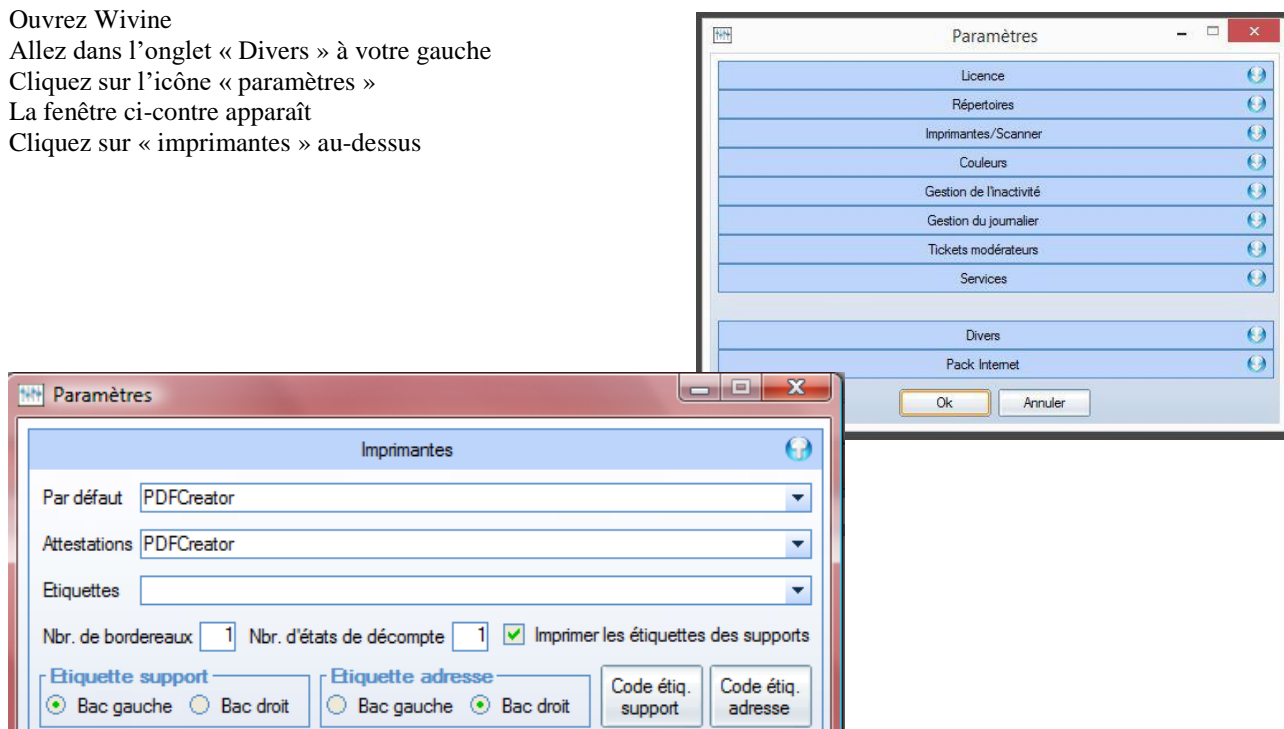 Ouvrez Wivine
Allez dans l’onglet « Divers » à votre gauche
Cliquez sur l’icône « paramètres »
La fenêtre ci-contre apparaît
Cliquez sur « imprimantes » au-dessus
Paramètres
Licence
Répertoires
Imprimantes/Scanner
Couleurs
Gestion de l'inactivité
Gestion du journalier
Tickets modérateurs
Services
Divers
Pack Internet
Ok Annuler
Paramètres
Imprimantes
Par défaut PDFCreator
Attestations PDFCreator
Etiquettes
Nbr. de bordereaux 1 Nbr. d'états de décompte 1 Imprimer les étiquettes des supports
Etiquette support Etiquette adresse
Bac gauche Bac droit Bac gauche Bac droit
Code étiq. support
Code étiq. adresse